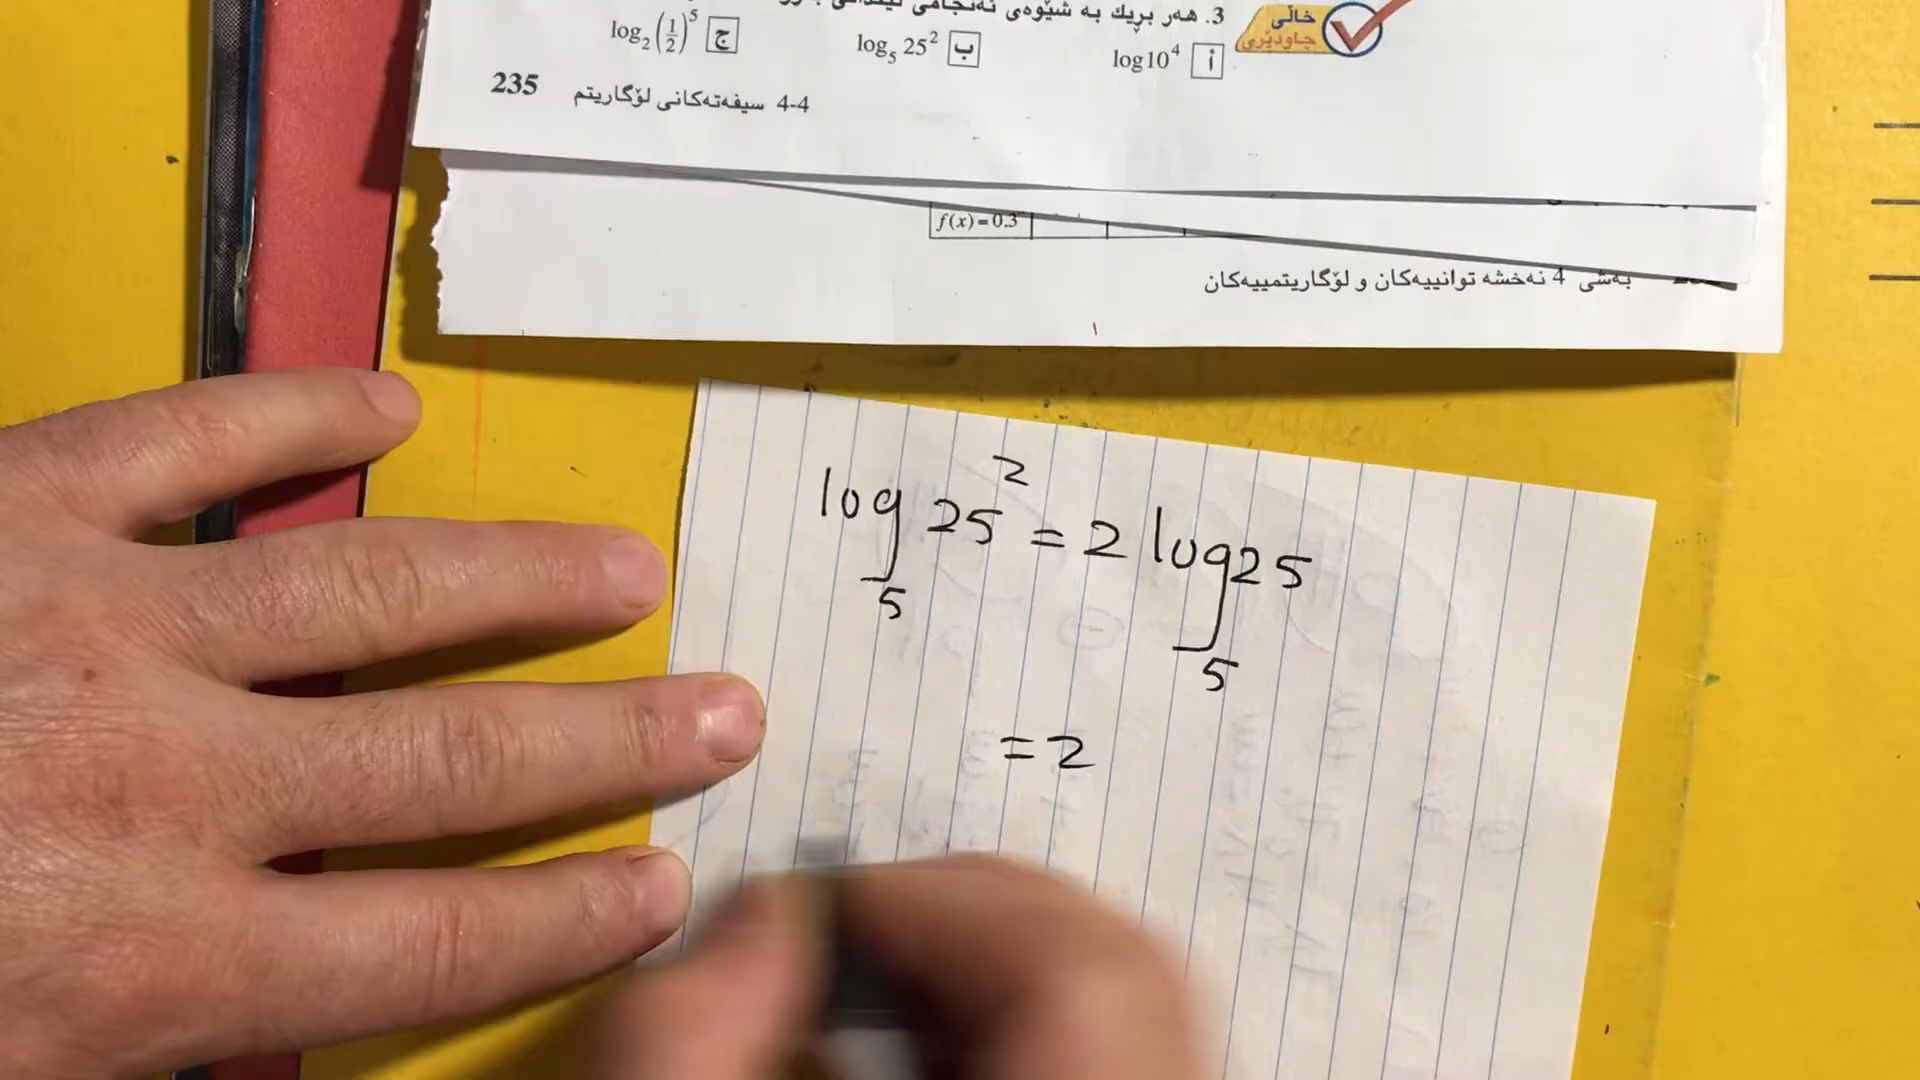 3. هەر بڕێك بە شێوەی ئەنجامی
خاڵی
چاودێری
أ log10⁴ ب log₅ 25² ج log₂ (1/2)⁵
4-4 سیفەتەکانی لۆگاریتم 235
f(x) = 0.3
بەشی 4 نەخشە توانییەکان و لۆگاریتمییەکان
log₅ 25² = 2 log₅ 25
= 2